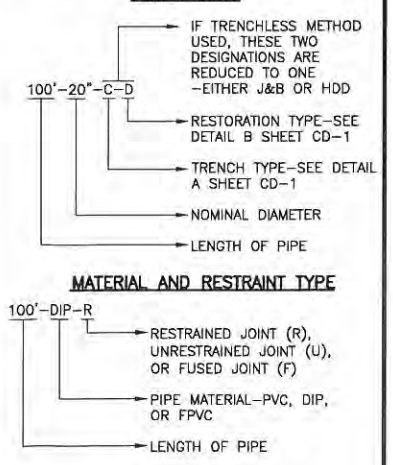 IF TRENCHLESS METHOD
USED, THESE TWO
DESIGNATIONS ARE
REDUCED TO ONE
-EITHER J&B OR HDD
100'-20"-C-D
RESTORATION TYPE-SEE
DETAIL B SHEET CD-1
TRENCH TYPE-SEE DETAIL
A SHEET CD-1
NOMINAL DIAMETER
LENGTH OF PIPE
MATERIAL AND RESTRAINT TYPE
100'-DIP-R
RESTRAINED JOINT (R),
UNRESTRAINED JOINT (U),
OR FUSED JOINT (F)
PIPE MATERIAL-PVC, DIP,
OR FPVC
LENGTH OF PIPE